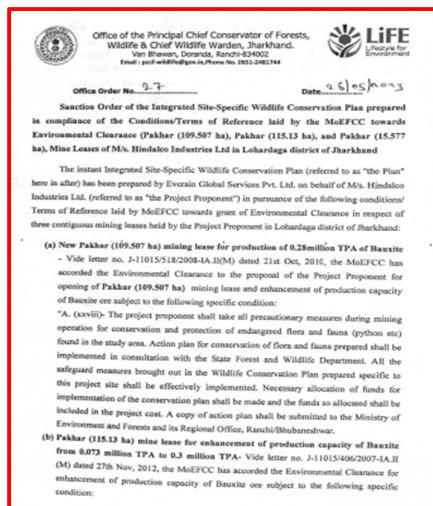 Office of the Principal Chief Conservator of Forests,
Wildlife & Chief Wildlife Warden, Jharkhand.
Van Bhawan, Doranda, Ranchi-834002
Email : pccf-wildlife@gov.in,Phone No. 0651-2481744
LiFE
Lifestyle for
Environment
Office Order No. 27 Date 26/05/2023
Sanction Order of the Integrated Site-Specific Wildlife Conservation Plan prepared
in compliance of the Conditions/Terms of Reference laid by the MoEFCC towards
Environmental Clearance (Pakhar (109.507 ha), Pakhar (115.13 ha), and Pakhar (15.577
ha), Mine Leases of M/s. Hindalco Industries Ltd in Lohardaga district of Jharkhand
The instant Integrated Site-Specific Wildlife Conservation Plan (referred to as "the Plan"
here in after) has been prepared by Everain Global Services Pvt. Ltd. on behalf of M/s. Hindalco
Industries Ltd. (referred to as "the Project Proponent") in pursuance of the following conditions/
Terms of Reference laid by MoEFCC towards grant of Environmental Clearance in respect of
three contiguous mining leases held by the Project Proponent in Lohardaga district of Jharkhand:
(a) New Pakhar (109.507 ha) mining lease for production of 0.28million TPA of Bauxite
- Vide letter no. J-11015/518/2008-IA.II(M) dated 21st Oct, 2010, the MoEFCC has
accorded the Environmental Clearance to the proposal of the Project Proponent for
opening of Pakhar (109.507 ha) mining lease and enhancement of production capacity
of Bauxite ore subject to the following specific condition:
"A. (xxviii)- The project proponent shall take all precautionary measures during mining
operation for conservation and protection of endangered flora and fauna (python etc)
found in the study area. Action plan for conservation of flora and fauna prepared shall be
implemented in consultation with the State Forest and Wildlife Department. All the
safeguard measures brought out in the Wildlife Conservation Plan prepared specific to
this project site shall be effectively implemented. Necessary allocation of funds for
implementation of the conservation plan shall be made and the funds so allocated shall be
included in the project cost. A copy of action plan shall be submitted to the Ministry of
Environment and Forests and its Regional Office, Ranchi/Bhubaneshwar.
(b) Pakhar (115.13 ha) mine lease for enhancement of production capacity of Bauxite
from 0.073 million TPA to 0.3 million TPA- Vide letter no. J-11015/406/2007-IA.II
(M) dated 27th Nov, 2012, the MoEFCC has accorded the Environmental Clearance for
enhancement of production capacity of Bauxite ore subject to the following specific
condition: